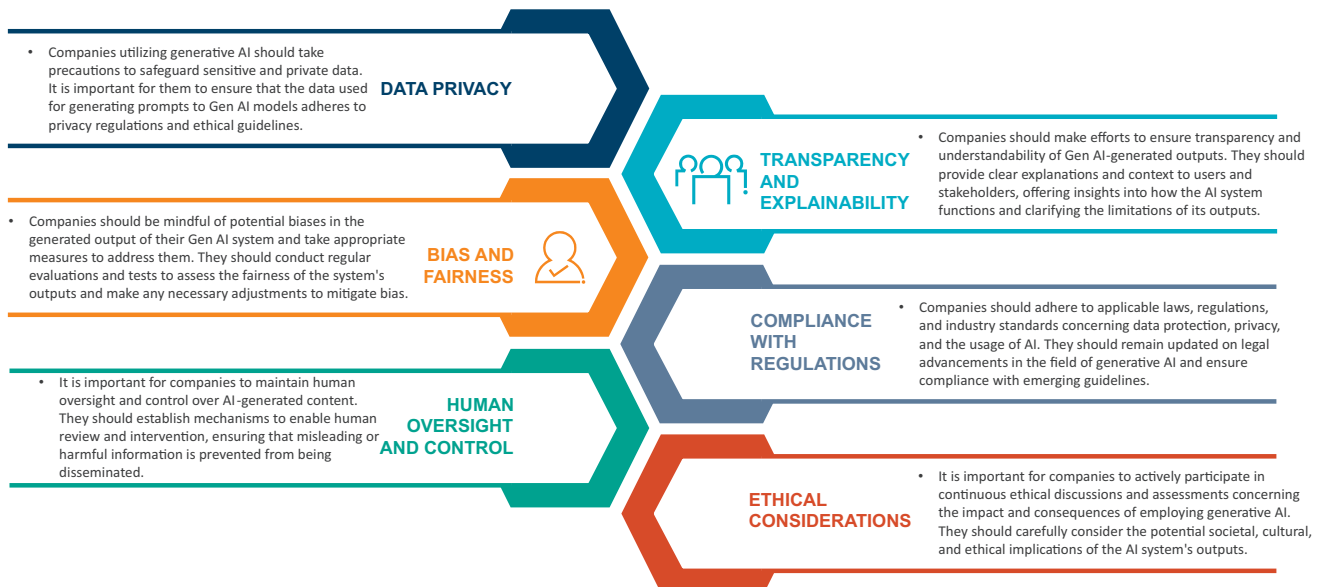 • Companies utilizing generative AI should take
precautions to safeguard sensitive and private data.
It is important for them to ensure that the data used
for generating prompts to Gen AI models adheres to
privacy regulations and ethical guidelines.
DATA PRIVACY
TRANSPARENCY
AND
EXPLAINABILITY
• Companies should make efforts to ensure transparency and
understandability of Gen AI-generated outputs. They should
provide clear explanations and context to users and
stakeholders, offering insights into how the AI system
functions and clarifying the limitations of its outputs.
• Companies should be mindful of potential biases in the
generated output of their Gen AI system and take appropriate
measures to address them. They should conduct regular
evaluations and tests to assess the fairness of the system's
outputs and make any necessary adjustments to mitigate bias.
BIAS AND
FAIRNESS
COMPLIANCE
WITH
REGULATIONS
• Companies should adhere to applicable laws, regulations,
and industry standards concerning data protection, privacy,
and the usage of AI. They should remain updated on legal
advancements in the field of generative AI and ensure
compliance with emerging guidelines.
• It is important for companies to maintain human
oversight and control over AI-generated content.
They should establish mechanisms to enable human
review and intervention, ensuring that misleading or
harmful information is prevented from being
disseminated.
HUMAN
OVERSIGHT
AND CONTROL
ETHICAL
CONSIDERATIONS
• It is important for companies to actively participate in
continuous ethical discussions and assessments concerning
the impact and consequences of employing generative AI.
They should carefully consider the potential societal, cultural,
and ethical implications of the AI system's outputs.